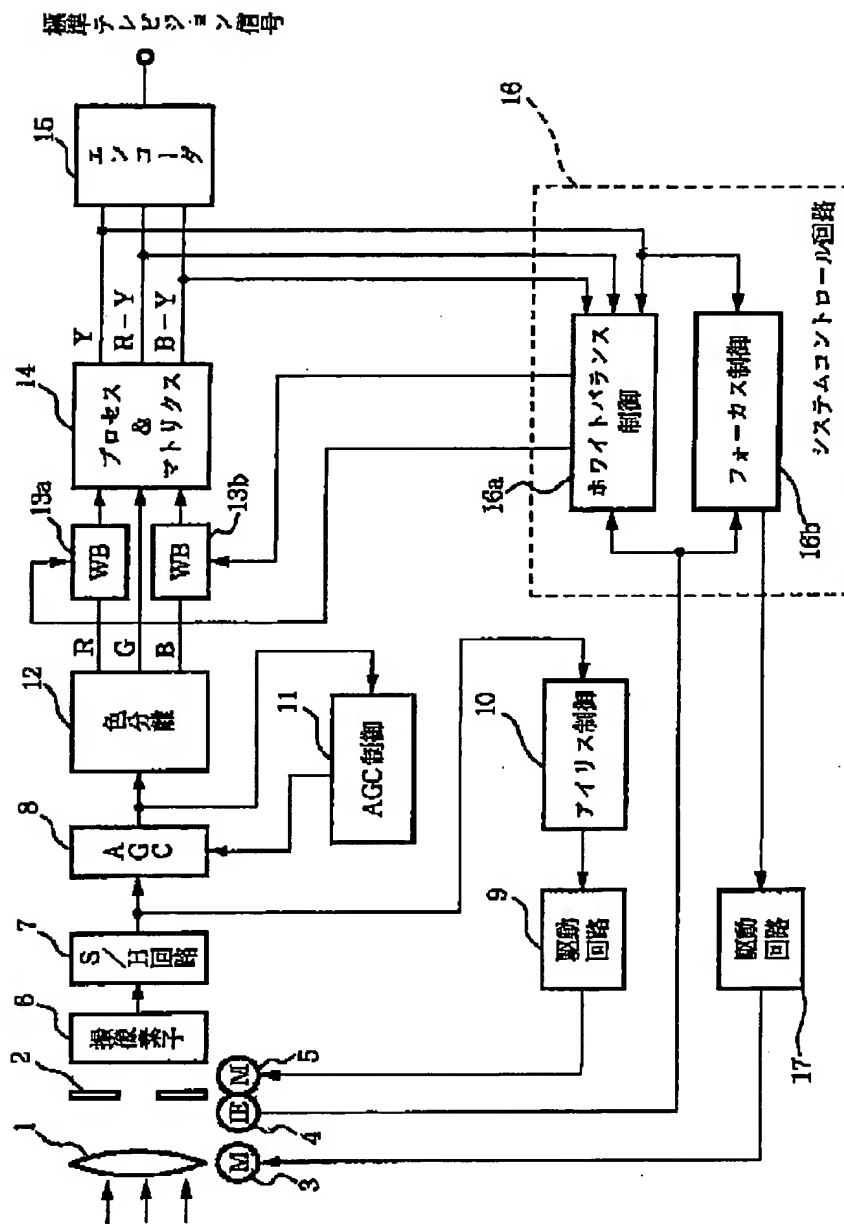 標準テレビジョン信号
1
2
6
撮像素子
7
S/H回路
8
AGC
12
色分離
R
G
B
13a
WB
13b
WB
14
プロセス
&
マトリクス
Y
R-Y
B-Y
15
エンコーダ
3
M
4
IE
5
M
11
AGC制御
10
アイリス制御
9
駆動
回路
16
16a
ホワイトバランス
制御
16b
フォーカス制御
システムコントロール回路
17
駆動
回路